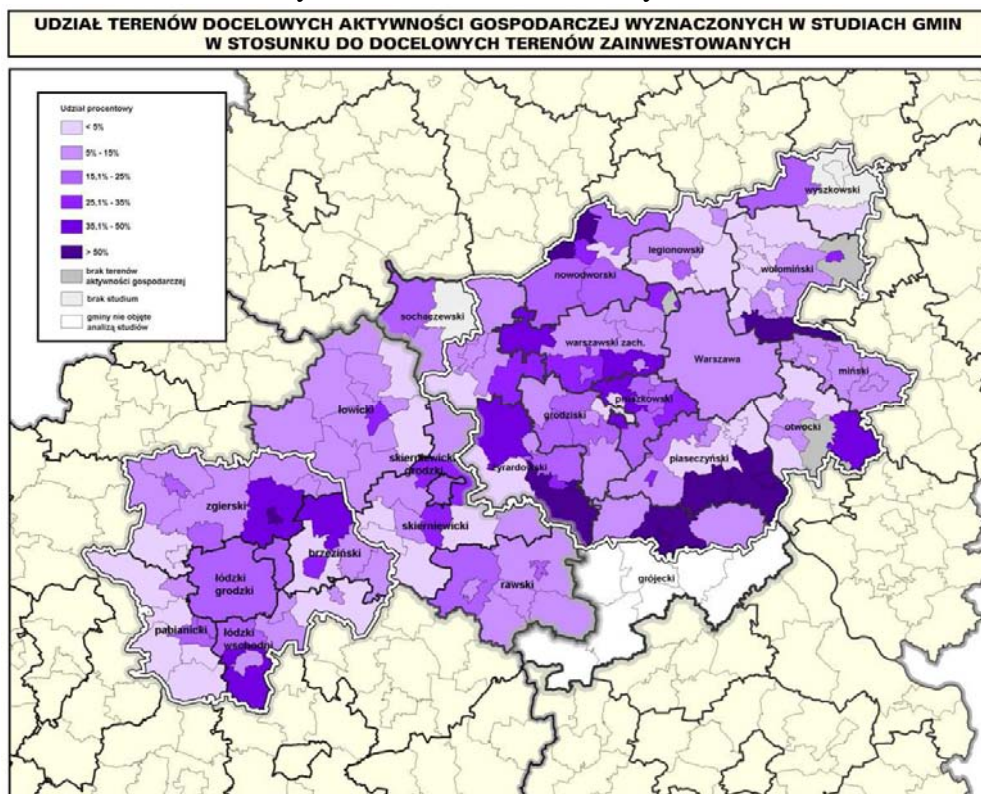 UDZIAŁ TERENÓW DOCELOWYCH AKTYWNOŚCI GOSPODARCZEJ WYZNACZONYCH W STUDIACH GMIN
W STOSUNKU DO DOCELOWYCH TERENÓW ZAINWESTOWANYCH
Udział procentowy
< 5%
5% - 15%
15,1% - 25%
25,1% - 35%
35,1% - 50%
> 50%
brak terenów
aktywności gospodarczej
brak studium
gminy nie objęte
analizą studiów
wyszkowski
legionowski
wołomiński
nowodworski
sochaczewski
warszawski zach.
Warszawa
miński
pruszkowski
łowicki
grodziski
otwocki
piaseczyński
skierniewicki
grodzki
żyrardowski
zgierski
skierniewicki
brzeziński
łódzki
grodzki
rawski
grójecki
pabianicki
łódzki
wschodni